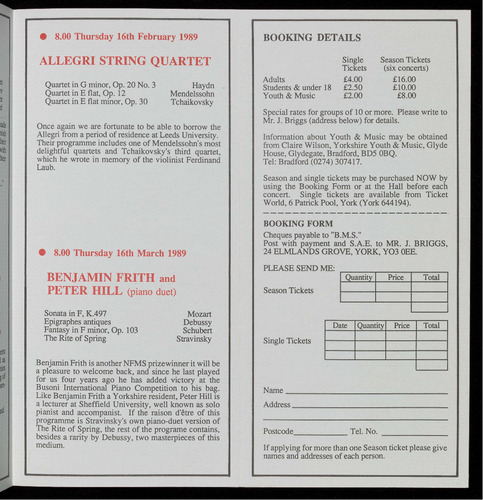 8.00 Thursday 16th February 1989
ALLEGRI STRING QUARTET
Quartet in G minor, Op. 20 No. 3 Haydn
Quartet in E flat, Op. 12 Mendelssohn
Quartet in E flat minor, Op. 30 Tchaikovsky
Once again we are fortunate to be able to borrow the
Allegri from a period of residence at Leeds University.
Their programme includes one of Mendelssohn's most
delightful quartets and Tchaikovsky's third quartet,
which he wrote in memory of the violinist Ferdinand
Laub.
8.00 Thursday 16th March 1989
BENJAMIN FRITH and
PETER HILL (piano duet)
Sonata in F, K.497 Mozart
Epigraphes antiques Debussy
Fantasy in F minor, Op. 103 Schubert
The Rite of Spring Stravinsky
Benjamin Frith is another NFMS prizewinner it will be
a pleasure to welcome back, and since he last played
for us four years ago he has added victory at the
Busoni International Piano Competition to his bag.
Like Benjamin Frith a Yorkshire resident, Peter Hill is
a lecturer at Sheffield University, well known as solo
pianist and accompanist. If the raison d'être of this
programme is Stravinsky's own piano-duet version of
The Rite of Spring, the rest of the programe contains,
besides a rarity by Debussy, two masterpieces of this
medium.
BOOKING DETAILS
Single Season Tickets
Tickets (six concerts)
Adults £4.00 £16.00
Students & under 18 £2.50 £10.00
Youth & Music £2.00 £8.00
Special rates for groups of 10 or more. Please write to
Mr. J. Briggs (address below) for details.
Information about Youth & Music may be obtained
from Claire Wilson, Yorkshire Youth & Music, Glyde
House, Glydegate, Bradford, BD5 0BQ.
Tel: Bradford (0274) 307417.
Season and single tickets may be purchased NOW by
using the Booking Form or at the Hall before each
concert. Single tickets are available from Ticket
World, 6 Patrick Pool, York (York 644194).
BOOKING FORM
Cheques payable to "B.M.S."
Post with payment and S.A.E. to MR. J. BRIGGS,
24 ELMLANDS GROVE, YORK, YO3 0EE.
PLEASE SEND ME:
Quantity Price Total
Season Tickets
Date Quantity Price Total
Single Tickets
Name
Address
Postcode Tel. No.
If applying for more than one Season ticket please give
names and addresses of each person.